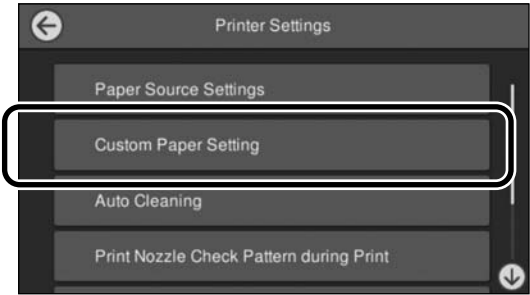 Printer Settings
Paper Source Settings
Custom Paper Setting
Auto Cleaning
Print Nozzle Check Pattern during Print